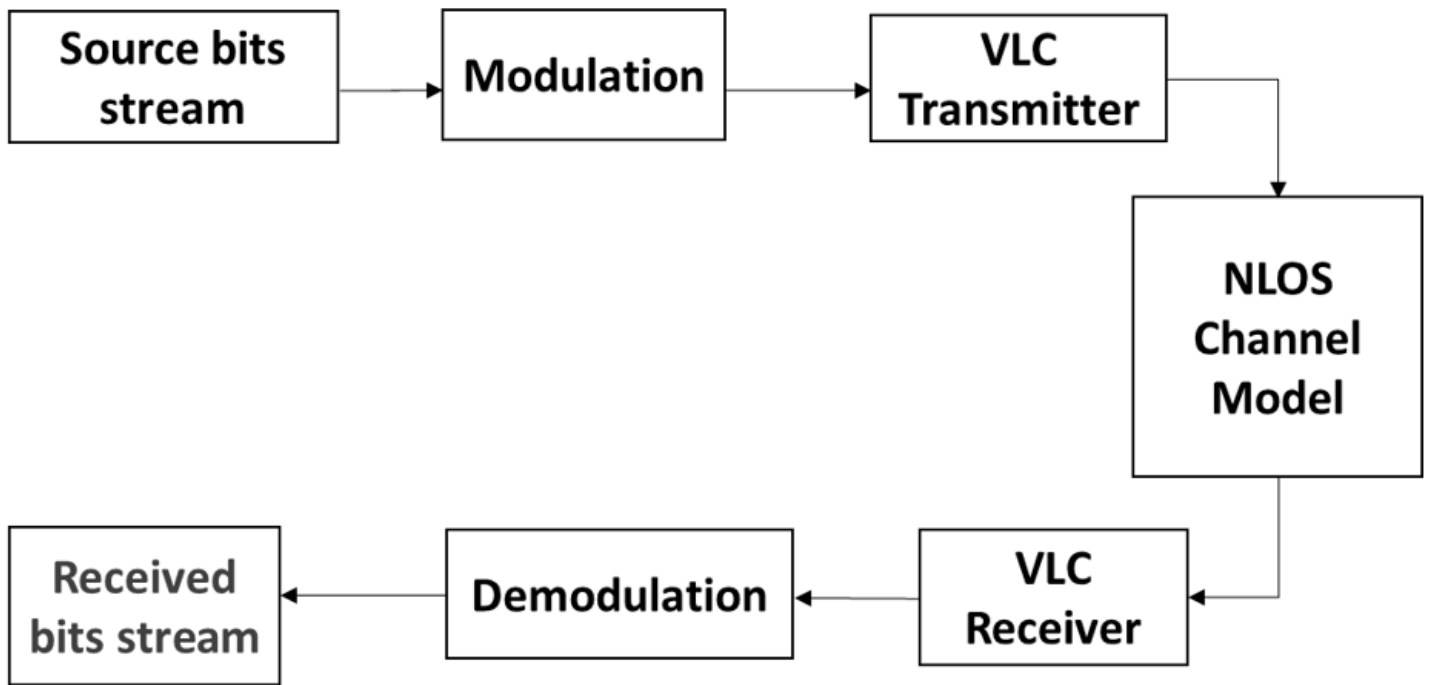 Source bits
stream
Modulation
VLC
Transmitter
NLOS
Channel
Model
VLC
Receiver
Demodulation
Received
bits stream